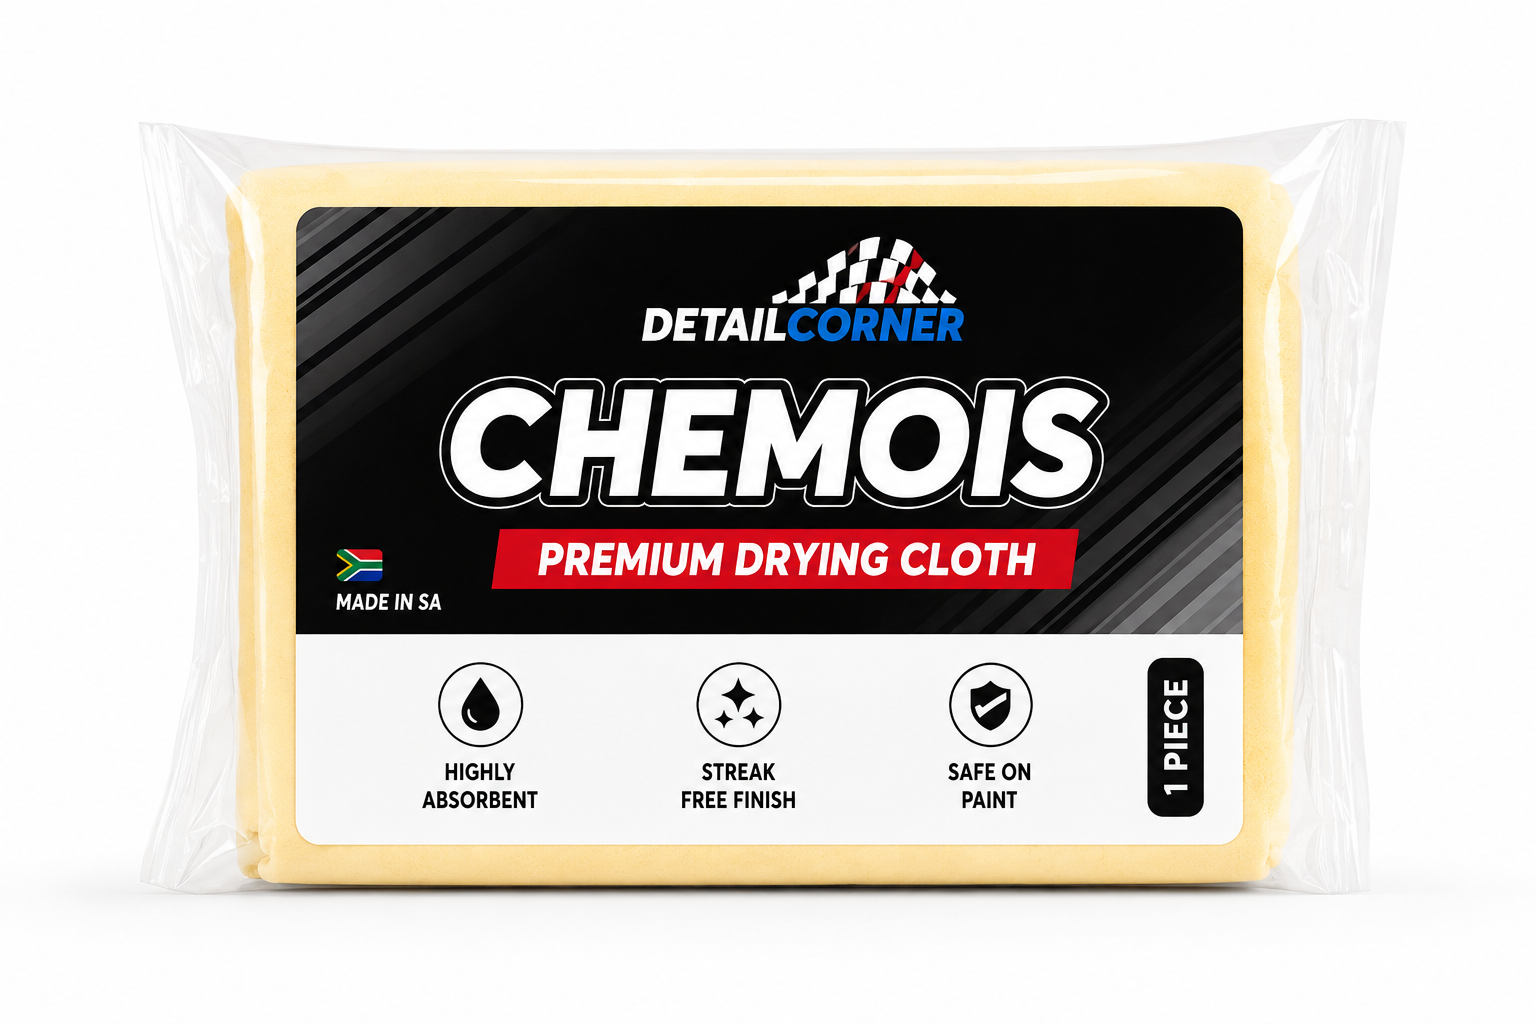 DETAILCORNER
CHEMOIS
PREMIUM DRYING CLOTH
MADE IN SA
HIGHLY
ABSORBENT
STREAK
FREE FINISH
SAFE ON
PAINT
1 PIECE